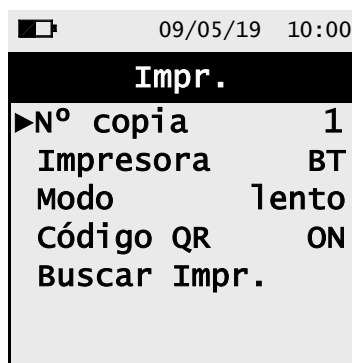 09/05/19 10:00
Impr.
►Nº copia 1
Impresora BT
Modo lento
Código QR ON
Buscar Impr.